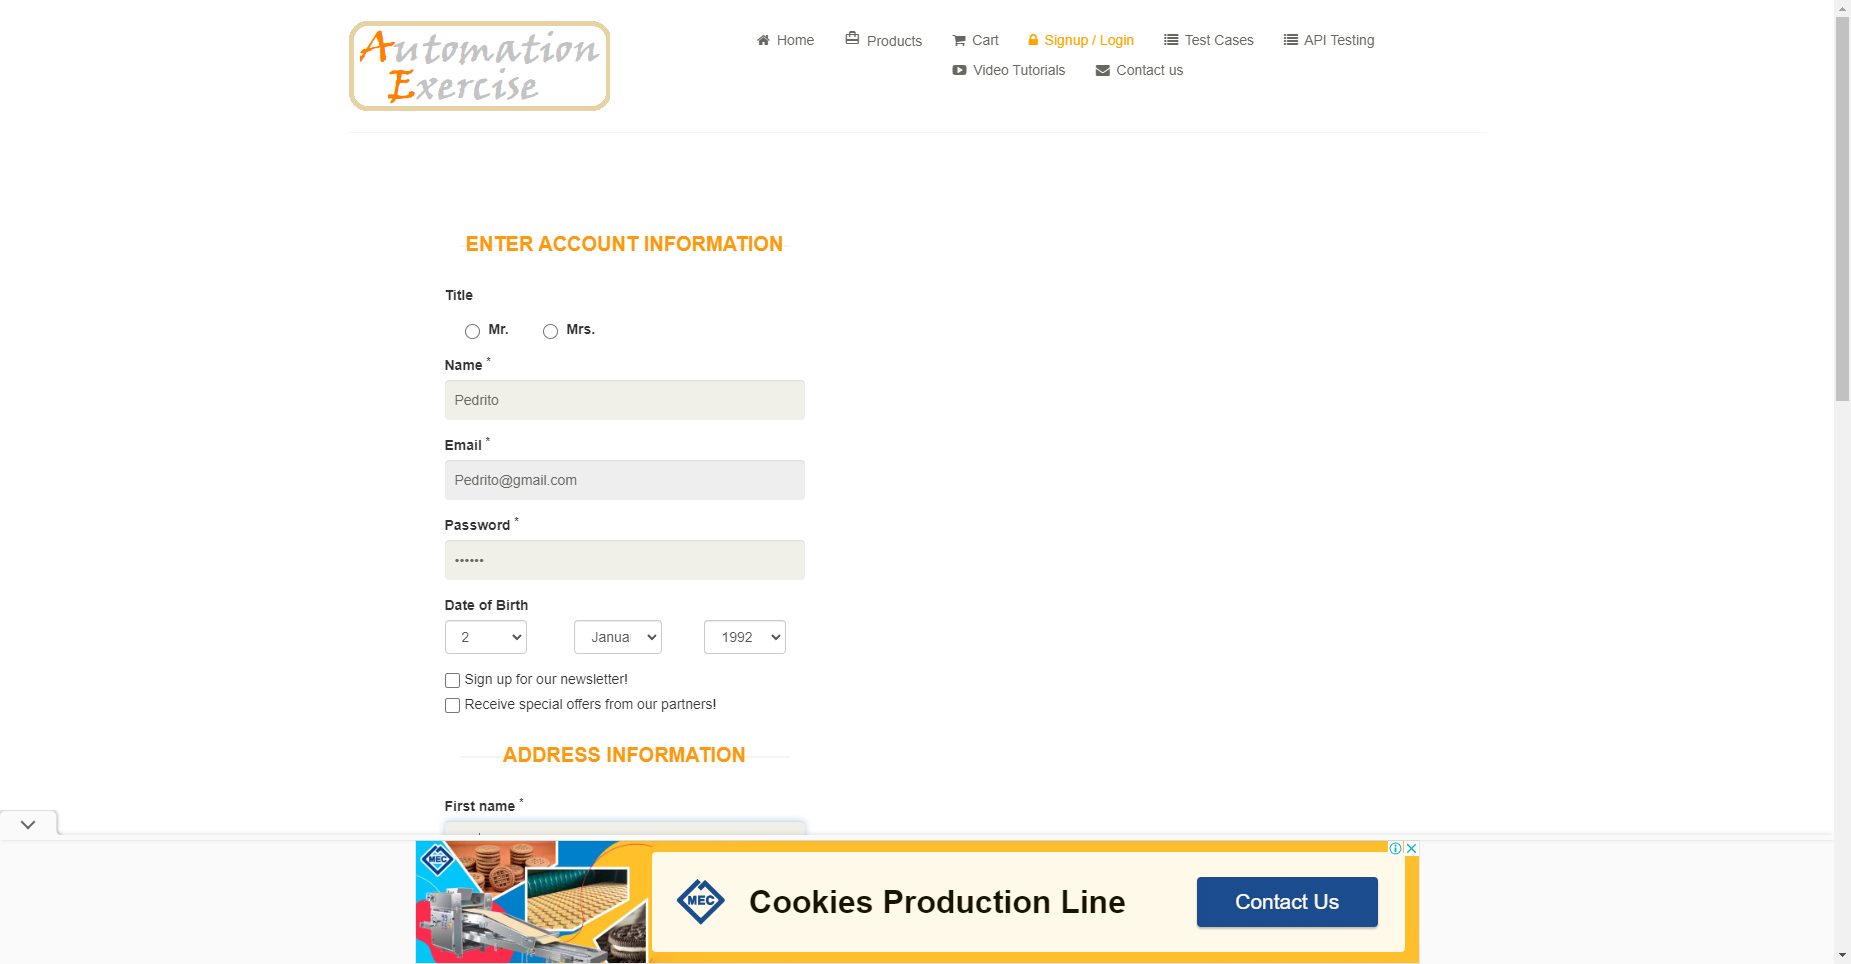 Automation
Exercise
Home
Products
Cart
Signup / Login
Test Cases
API Testing
Video Tutorials
Contact us
ENTER ACCOUNT INFORMATION
Title
Mr.
Mrs.
Name *
Pedrito
Email *
Pedrito@gmail.com
Password *
••••••
Date of Birth
2
Janua
1992
Sign up for our newsletter!
Receive special offers from our partners!
ADDRESS INFORMATION
First name *
MEC
MEC
Cookies Production Line
Contact Us